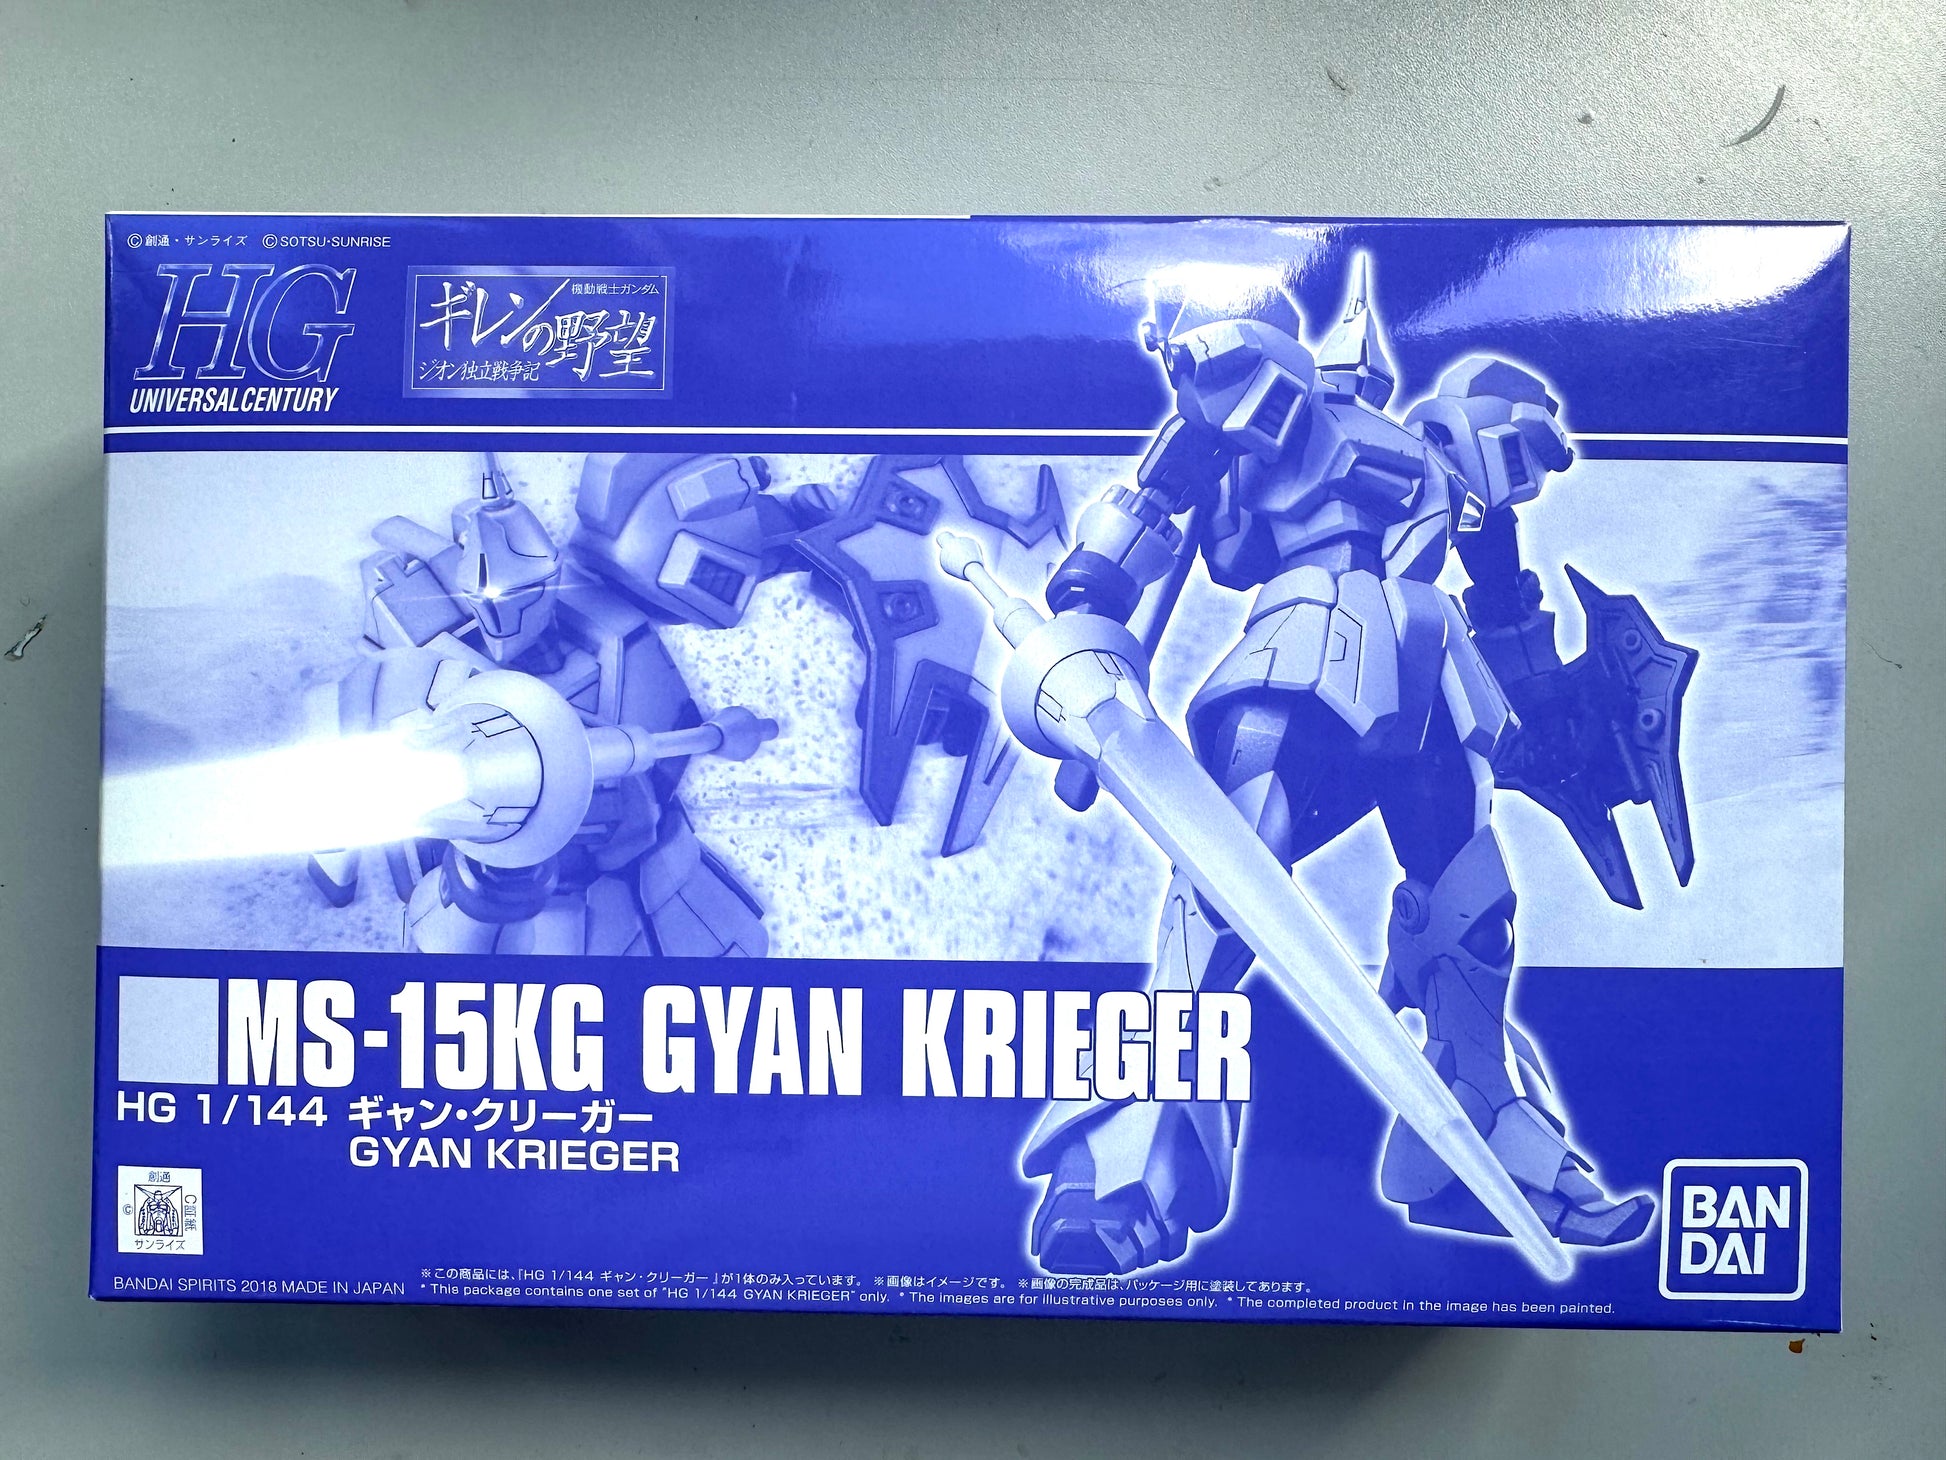 ©創通・サンライズ ©SOTSU・SUNRISE
HG
UNIVERSAL CENTURY
機動戦士ガンダム
ギレンの野望
ジオン独立戦争記
MS-15KG GYAN KRIEGER
HG 1/144 ギャン・クリーガー
GYAN KRIEGER
創通
©
C証紙
サンライズ
BAN
DAI
BANDAI SPIRITS 2018 MADE IN JAPAN
※この商品には、『HG 1/144 ギャン・クリーガー 』が1体のみ入っています。 ※画像はイメージです。 ※画像の完成品は、パッケージ用に塗装してあります。
* This package contains one set of "HG 1/144 GYAN KRIEGER" only. * The images are for illustrative purposes only. * The completed product in the image has been painted.